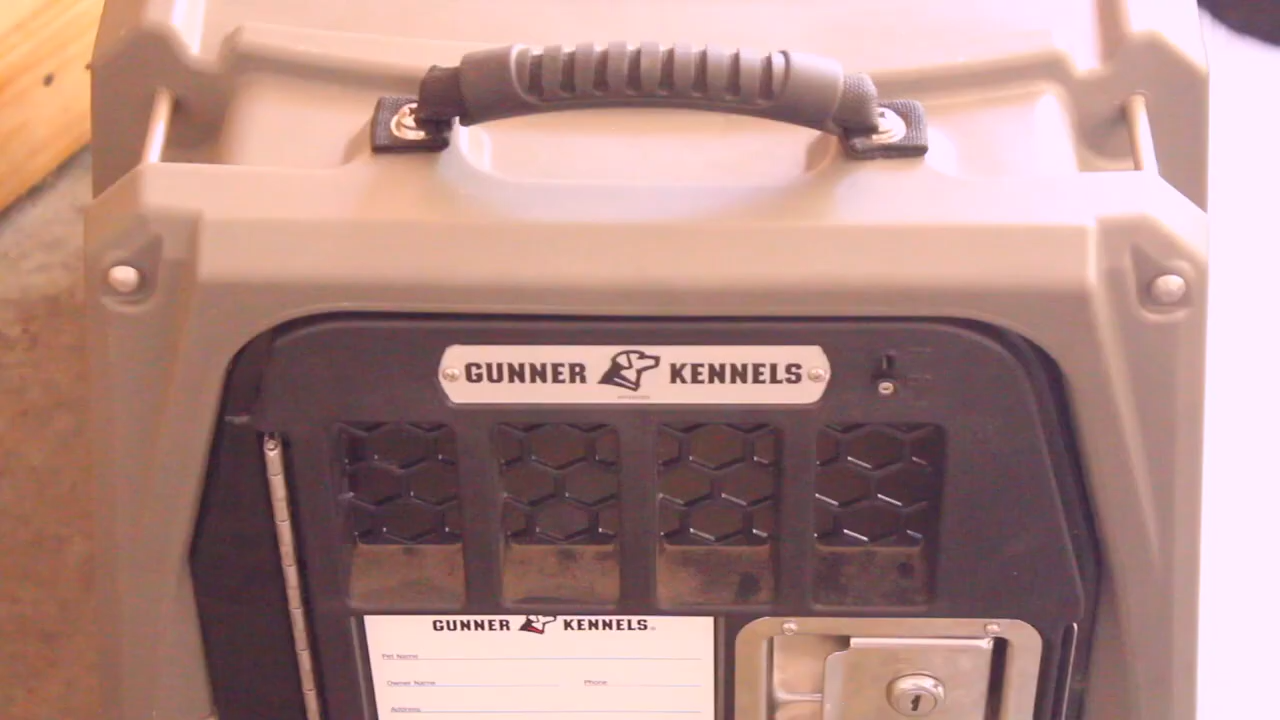 GUNNER KENNELS
GUNNER KENNELS
Pet Name
Owner Name Phone
Address